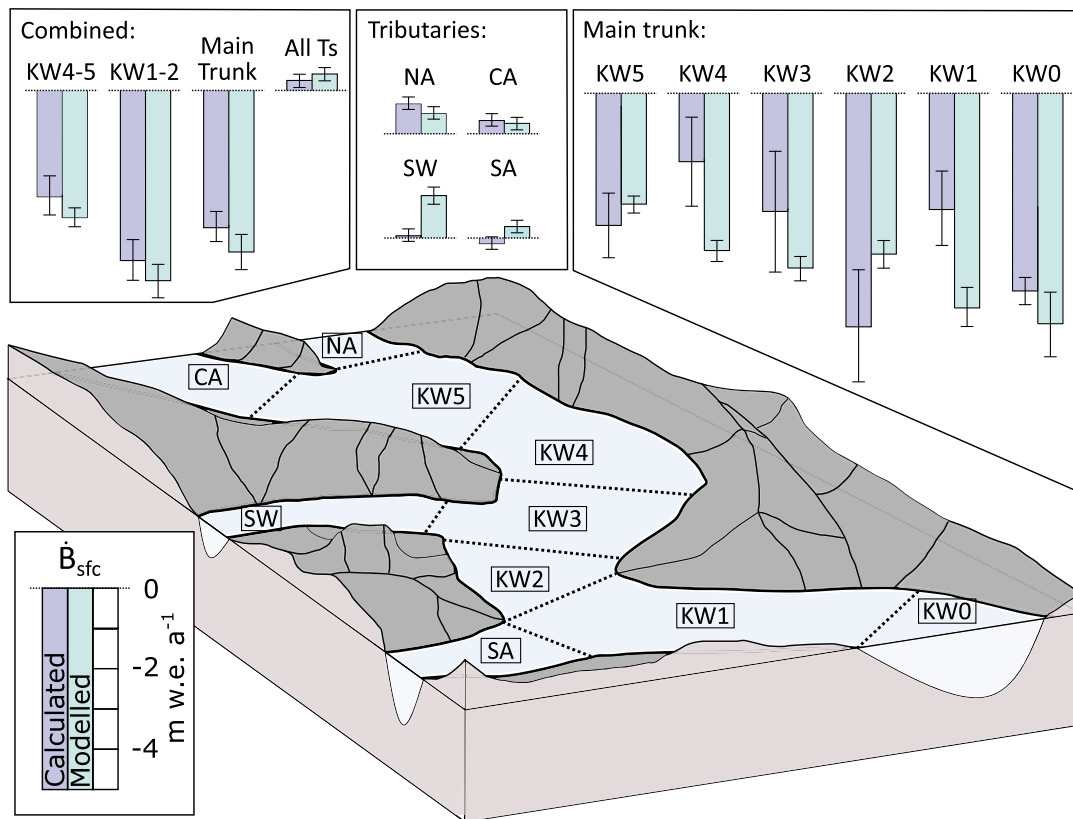 Combined:
KW4-5
KW1-2
Main
Trunk
All Ts
Tributaries:
NA
CA
SW
SA
Main trunk:
KW5
KW4
KW3
KW2
KW1
KW0
NA
CA
KW5
KW4
SW
KW3
KW2
KW1
KW0
SA
Ḃsfc
0
-2
-4
m w.e. a-1
Calculated
Modelled